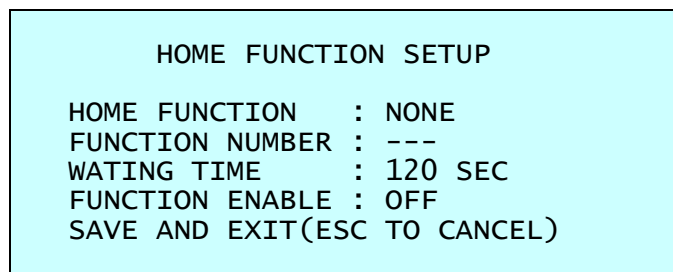 HOME FUNCTION SETUP
HOME FUNCTION : NONE
FUNCTION NUMBER : ---
WATING TIME : 120 SEC
FUNCTION ENABLE : OFF
SAVE AND EXIT(ESC TO CANCEL)